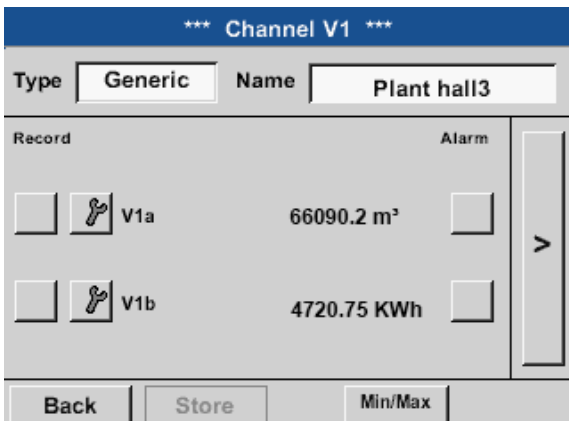 *** Channel V1 ***
Type Generic Name Plant hall3
Record Alarm
V1a 66090.2 m³
>
V1b 4720.75 KWh
Back Store Min/Max